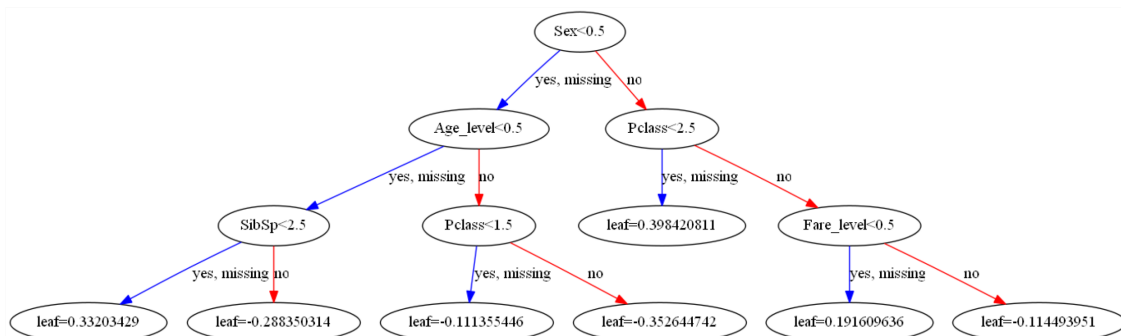 Sex<0.5
yes, missing
no
Age_level<0.5
Pclass<2.5
yes, missing
no
yes, missing
no
SibSp<2.5
Pclass<1.5
leaf=0.398420811
Fare_level<0.5
yes, missing
no
yes, missing
no
yes, missing
no
leaf=0.33203429
leaf=-0.288350314
leaf=-0.111355446
leaf=-0.352644742
leaf=0.191609636
leaf=-0.114493951